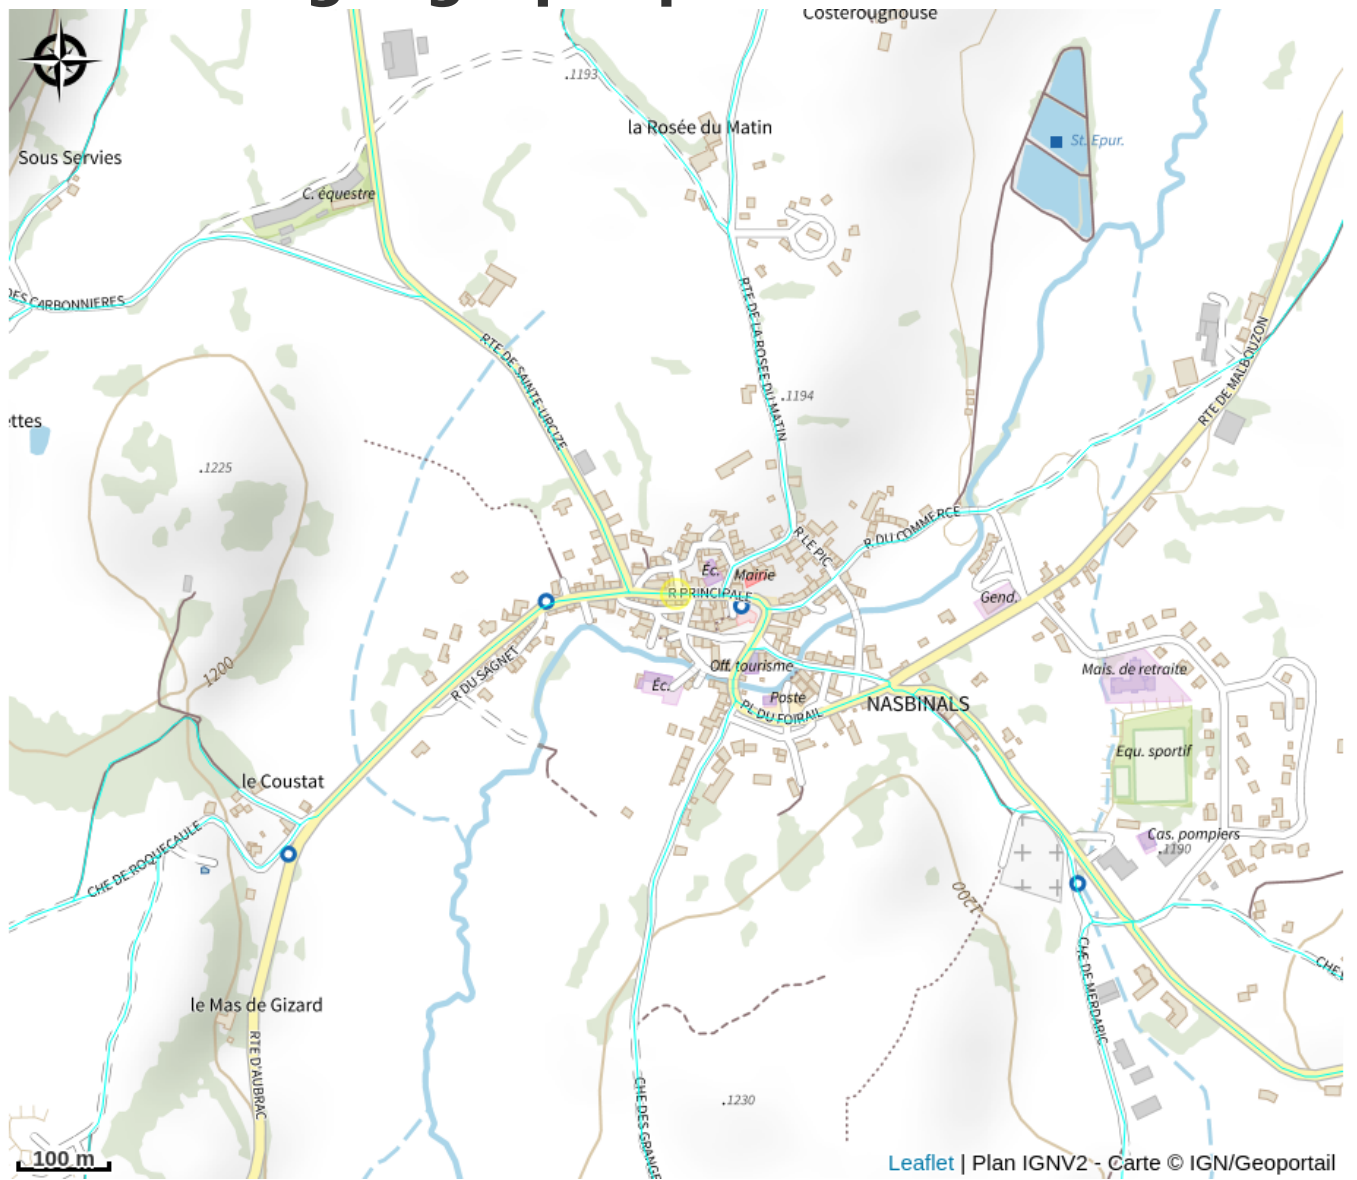 Costeroughouse
.1193
la Rosée du Matin
St. Epur.
Sous Servies
C. équestre
DES CARBONNIERES
RTE DE LA ROSEE DU MATIN
RTE DE SAINTE-URCIZE
RTE DE MALBOUZON
.1194
ettes
.1225
R DU COMMERCE
R LE PIC
Éc.
Mairie
R PRINCIPALE
Gend.
1200
R DU SAGNET
Off. tourisme
Éc.
Mais. de retraite
Poste
NASBINALS
PL DU FOIRAIL
Equ. sportif
le Coustat
CHE DE ROQUECAULE
Cas. pompiers
.1190
1200
CHE DE MERDARIC
CHE
le Mas de Gizard
RTE D'AUBRAC
CHE DES GRANGE
.1230
100 m
Leaflet | Plan IGNV2 - Carte © IGN/Geoportail